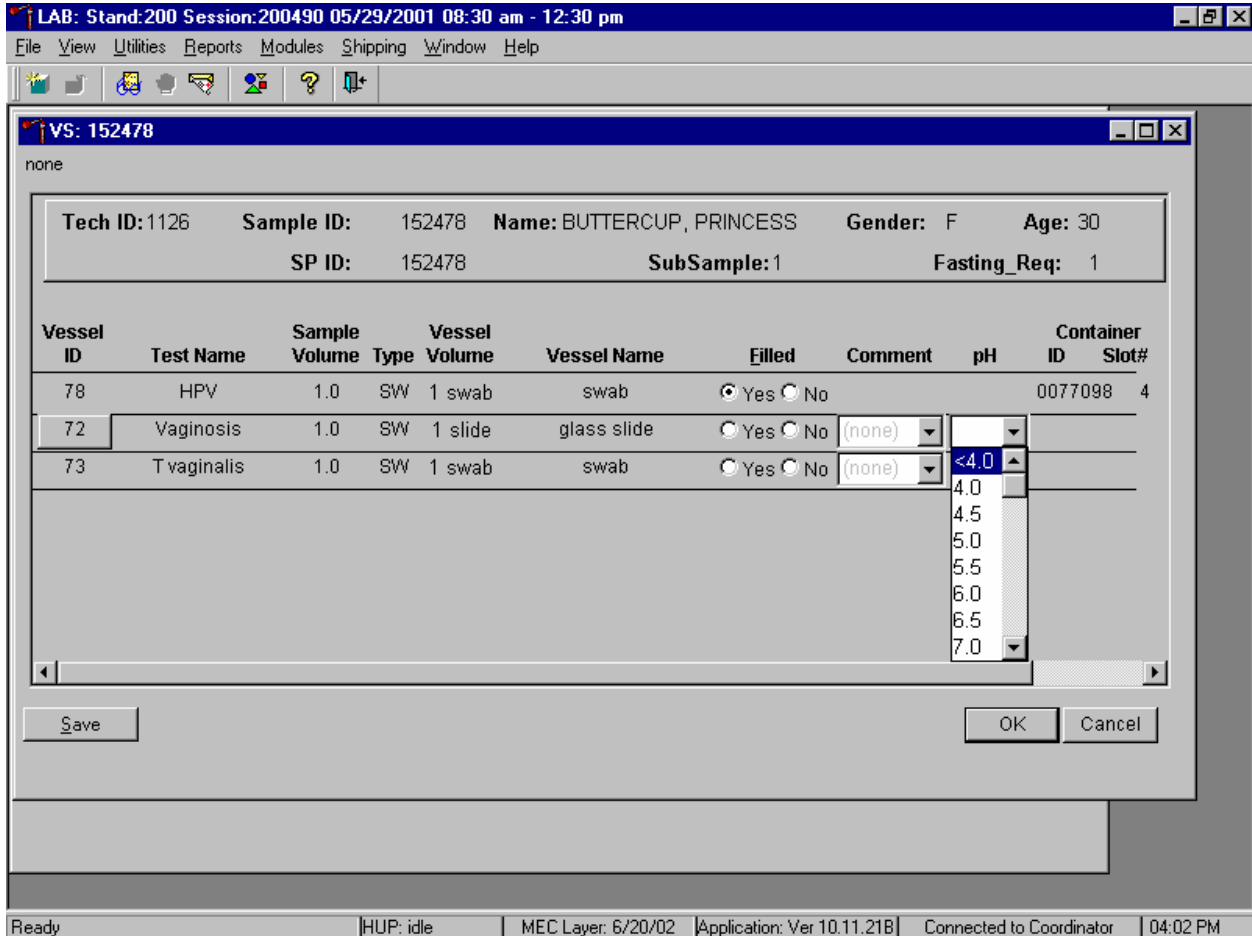 LAB: Stand:200 Session:200490 05/29/2001 08:30 am - 12:30 pm
File View Utilities Reports Modules Shipping Window Help
VS: 152478
none
Tech ID: 1126 Sample ID: 152478 Name: BUTTERCUP, PRINCESS Gender: F Age: 30
SP ID: 152478 SubSample: 1 Fasting_Req: 1
Vessel Sample Vessel Container
ID Test Name Volume Type Volume Vessel Name Filled Comment pH ID Slot#
78 HPV 1.0 SW 1 swab swab Yes No 0077098 4
72 Vaginosis 1.0 SW 1 slide glass slide Yes No (none)
73 T vaginalis 1.0 SW 1 swab swab Yes No (none)
<4.0
4.0
4.5
5.0
5.5
6.0
6.5
7.0
Save OK Cancel
Ready HUP: idle MEC Layer: 6/20/02 Application: Ver 10.11.21B Connected to Coordinator 04:02 PM